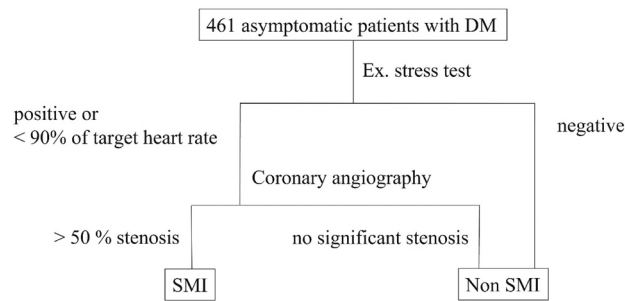 461 asymptomatic patients with DM
Ex. stress test
positive or
< 90% of target heart rate
negative
Coronary angiography
> 50 % stenosis
no significant stenosis
SMI
Non SMI